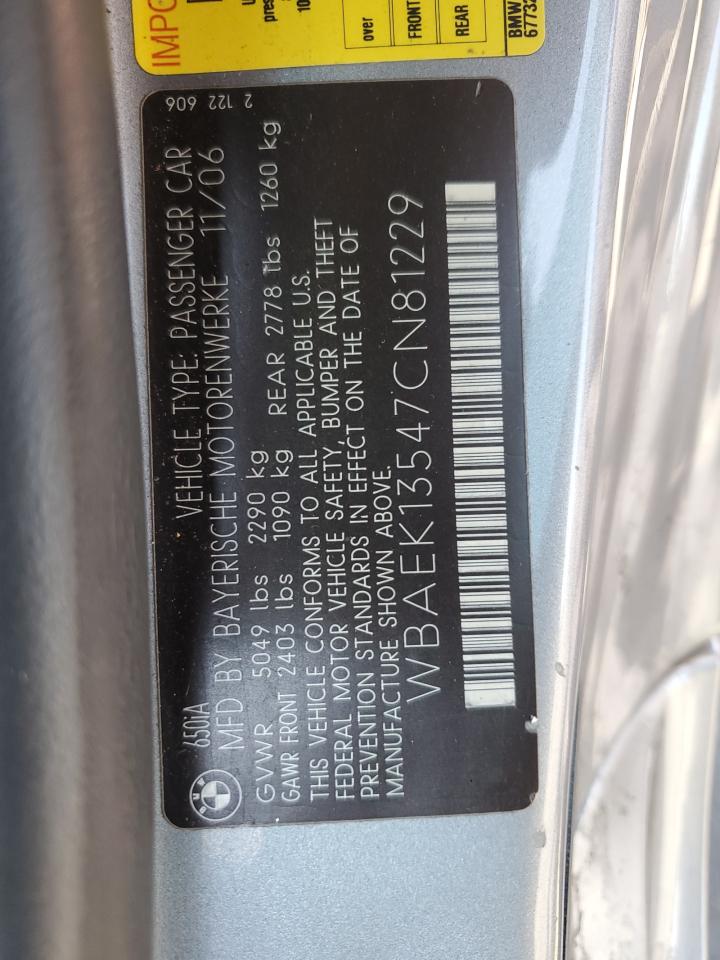 IMPO
over
FRONT
REAR
BMW
2 122 606
650iA
VEHICLE TYPE: PASSENGER CAR
MFD BY BAYERISCHE MOTORENWERKE 11/06
GVWR 5049 lbs 2290 kg
GAWR FRONT 2403 lbs 1090 kg REAR 2778 lbs 1260 kg
THIS VEHICLE CONFORMS TO ALL APPLICABLE U.S.
FEDERAL MOTOR VEHICLE SAFETY, BUMPER AND THEFT
PREVENTION STANDARDS IN EFFECT ON THE DATE OF
MANUFACTURE SHOWN ABOVE.
WBAEK13547CN81229